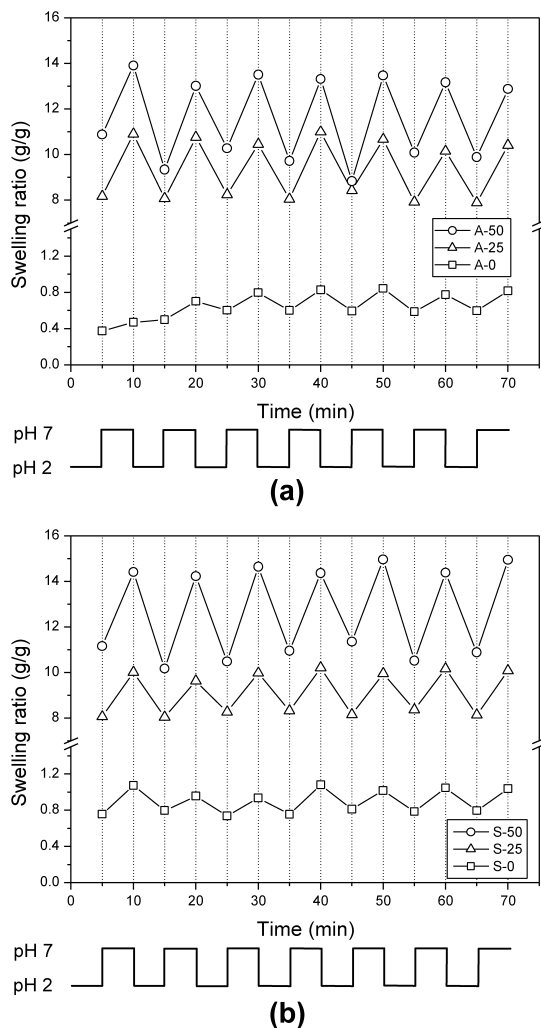 16
14
12
10
8
1.2
0.8
0.4
0.0
Swelling ratio (g/g)
A-50
A-25
A-0
0 10 20 30 40 50 60 70
Time (min)
pH 7
pH 2
(a)
16
14
12
10
8
1.2
0.8
0.4
0.0
Swelling ratio (g/g)
S-50
S-25
S-0
0 10 20 30 40 50 60 70
Time (min)
pH 7
pH 2
(b)